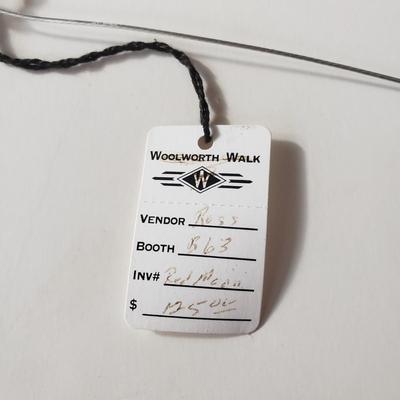 WOOLWORTH WALK
W
VENDOR Ross
BOOTH B63
INV# Red Moon
$ 125.00